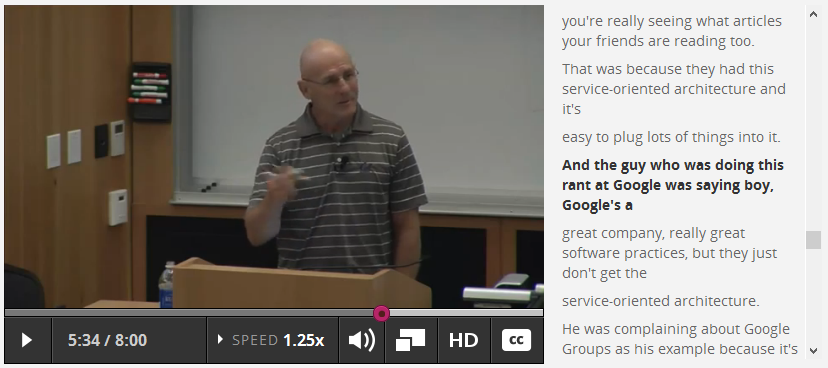 you're really seeing what articles
your friends are reading too.
That was because they had this
service-oriented architecture and
it's
easy to plug lots of things into it.
And the guy who was doing this
rant at Google was saying boy,
Google's a
great company, really great
software practices, but they just
don't get the
service-oriented architecture.
He was complaining about Google
Groups as his example because it's
5:34 / 8:00
SPEED 1.25x
HD
CC